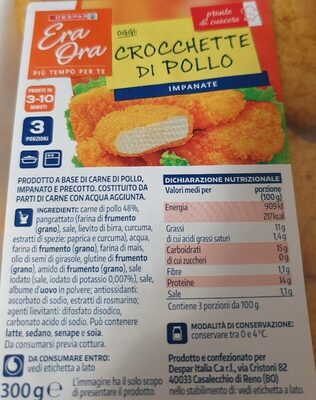 DESPAR
Era
Ora
PIÙ TEMPO PER TE
OGGI
CROCCHETTE
DI POLLO
IMPANATE
pronte
di cuocere
PRONTE IN
3-10
MINUTI
3
PORZIONI
PRODOTTO A BASE DI CARNE DI POLLO,
IMPANATO E PRECOTTO. COSTITUITO DA
PARTI DI CARNE CON ACQUA AGGIUNTA.
INGREDIENTI: carne di pollo 48%,
pangrattato (farina di frumento
(grano), sale, lievito di birra, curcuma,
estratti di spezie: paprica e curcuma), acqua,
farina di frumento (grano), farina di mais,
olio di semi di girasole, glutine di frumento
(grano), amido di frumento (grano), sale
iodato (sale, iodato di potassio 0,007%), sale,
albume d'uovo in polvere; antiossidanti:
ascorbato di sodio, estratti di rosmarino;
agenti lievitanti: difosfato disodico,
carbonato acido di sodio. Può contenere
latte, sedano, senape e soia.
Da consumarsi previa cottura.
DICHIARAZIONE NUTRIZIONALE
Valori medi per porzione
(100 g)
Energia 909 kJ
217 kcal
Grassi 11 g
di cui acidi grassi saturi 1,4 g
Carboidrati 15 g
di cui zuccheri 0 g
Fibre 1,1 g
Proteine 14 g
Sale 1,1 g
Contiene 3 porzioni da 100 g.
MODALITÀ DI CONSERVAZIONE:
conservare tra 0 e 4°C.
DA CONSUMARE ENTRO:
vedi etichetta a lato
300 g e
L'immagine ha il solo scopo
di presentare il prodotto.
Prodotto e confezionato per
Despar Italia C.a r.l., via Cristoni 82
40033 Casalecchio di Reno (BO)
nello stabilimento di: vedi etichetta a lato